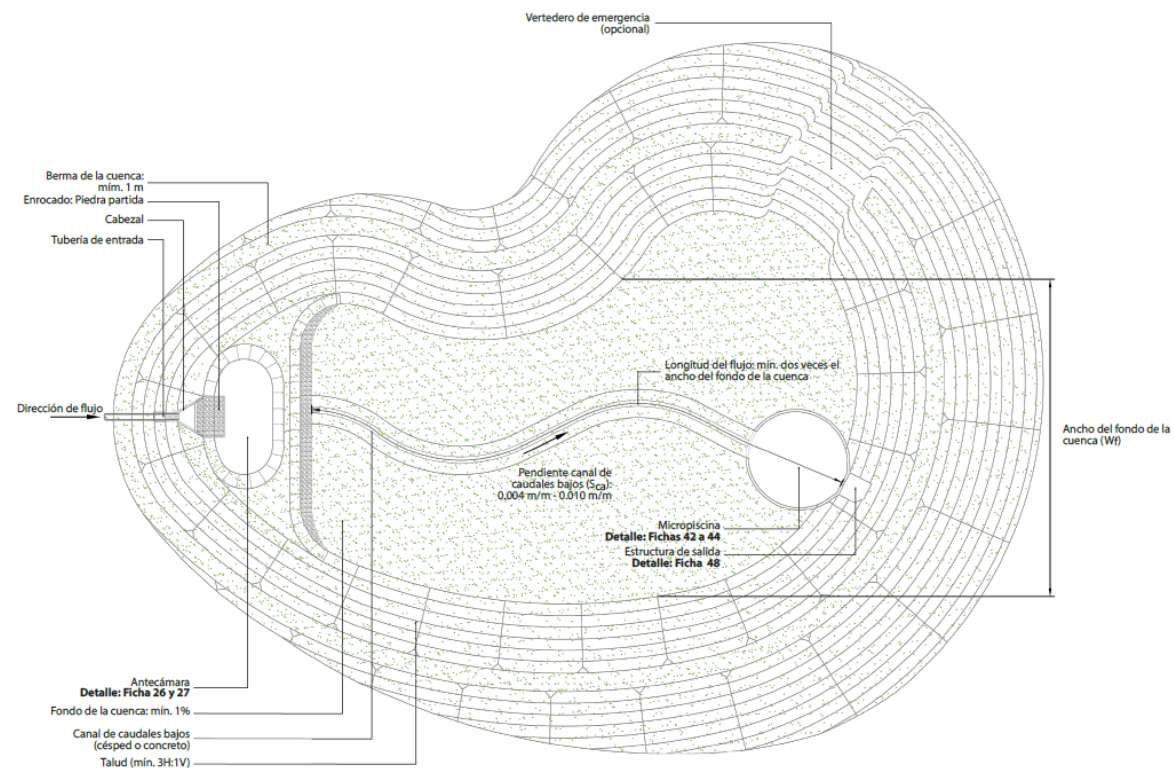 Vertedero de emergencia
(opcional)
Berma de la cuenca:
mím. 1 m
Enrocado: Piedra partida
Cabezal
Tubería de entrada
Dirección de flujo
Longitud del flujo: mín. dos veces el
ancho del fondo de la cuenca
Ancho del fondo de la
cuenca (Wf)
Pendiente canal de
caudales bajos (Sca):
0,004 m/m - 0.010 m/m
Micropiscina
Detalle: Fichas 42 a 44
Estructura de salida
Detalle: Ficha 48
Antecámara
Detalle: Ficha 26 y 27
Fondo de la cuenca: mín. 1%
Canal de caudales bajos
(césped o concreto)
Talud (mín. 3H:1V)